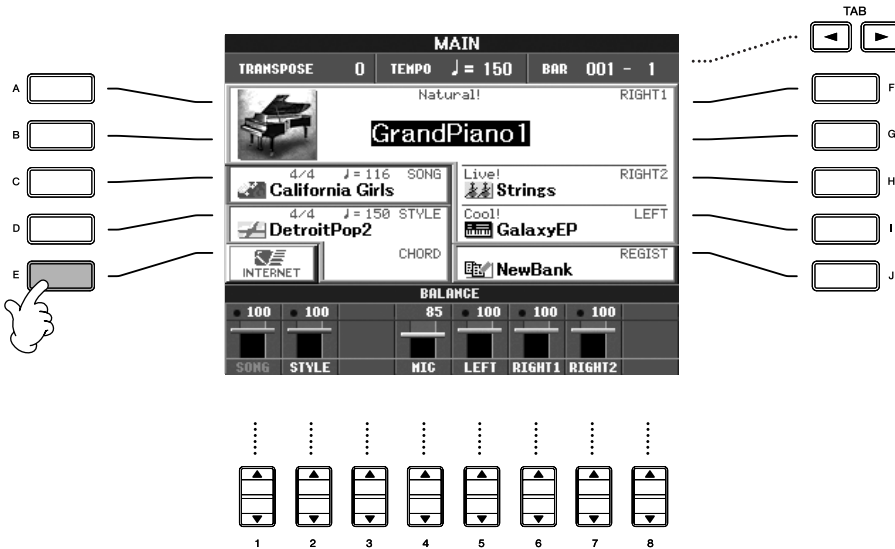 TAB
MAIN
TRANSPOSE 0 TEMPO ♩= 150 BAR 001 - 1
A
B
C
D
E
F
G
H
I
J
Natural! RIGHT1
GrandPiano1
4/4 ♩= 116 SONG
California Girls
4/4 ♩= 150 STYLE
DetroitPop2
INTERNET
CHORD
Live! RIGHT2
Strings
Cool! LEFT
GalaxyEP
REGIST
NewBank
BALANCE
100 100 85 100 100 100
SONG STYLE MIC LEFT RIGHT1 RIGHT2
1 2 3 4 5 6 7 8